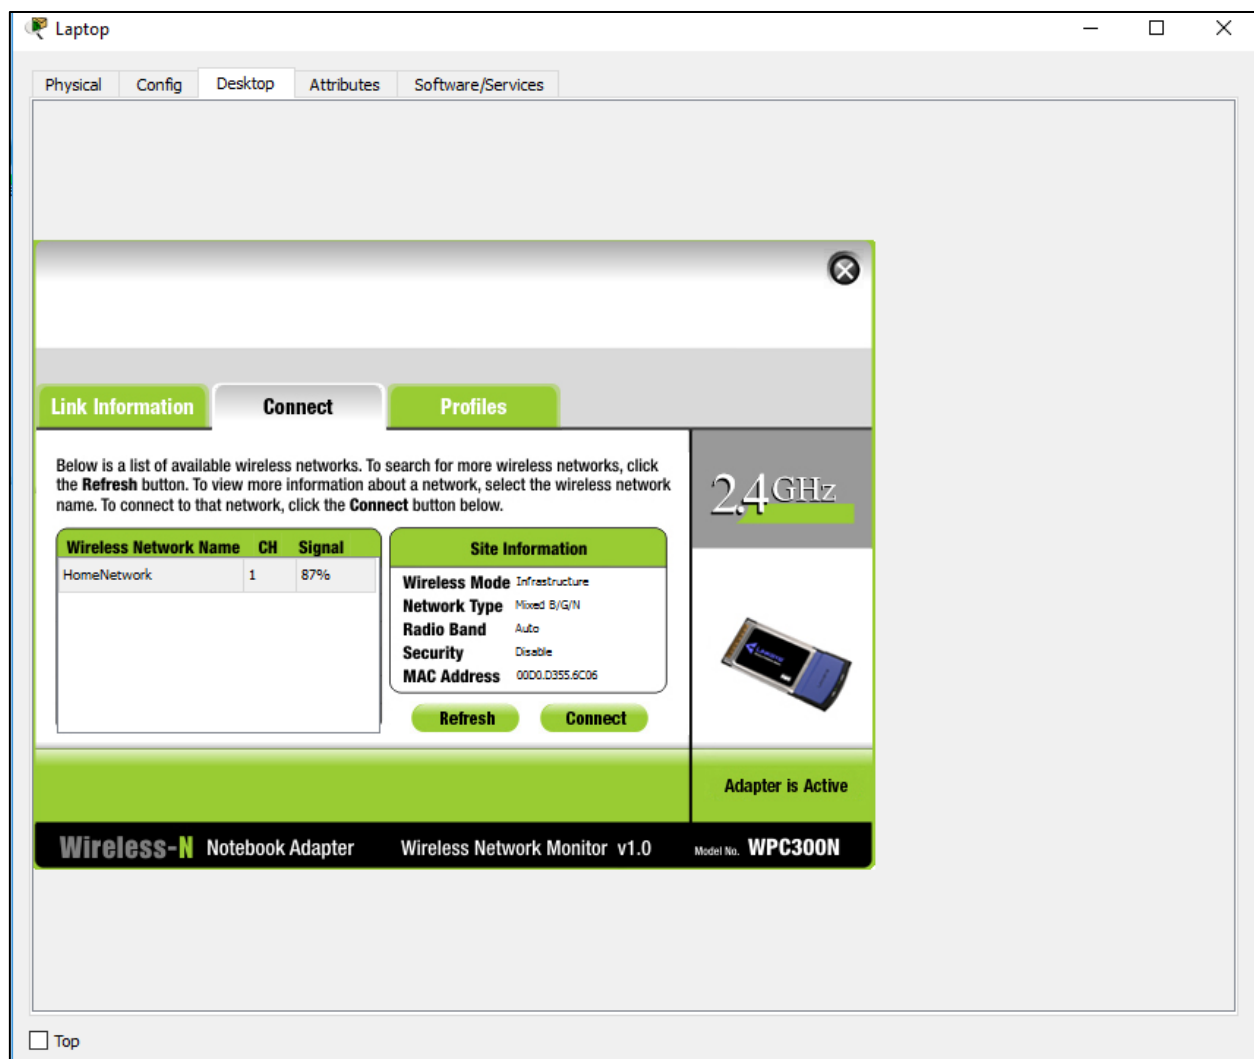 Laptop
Physical Config Desktop Attributes Software/Services
Link Information Connect Profiles
Below is a list of available wireless networks. To search for more wireless networks, click
the Refresh button. To view more information about a network, select the wireless network
name. To connect to that network, click the Connect button below.
2.4GHz
Wireless Network Name CH Signal
HomeNetwork 1 87%
Site Information
Wireless Mode Infrastructure
Network Type Mixed B/G/N
Radio Band Auto
Security Disable
MAC Address 00D0.D355.6C06
Refresh Connect
Adapter is Active
Wireless-N Notebook Adapter Wireless Network Monitor v1.0 Model No. WPC300N
Top